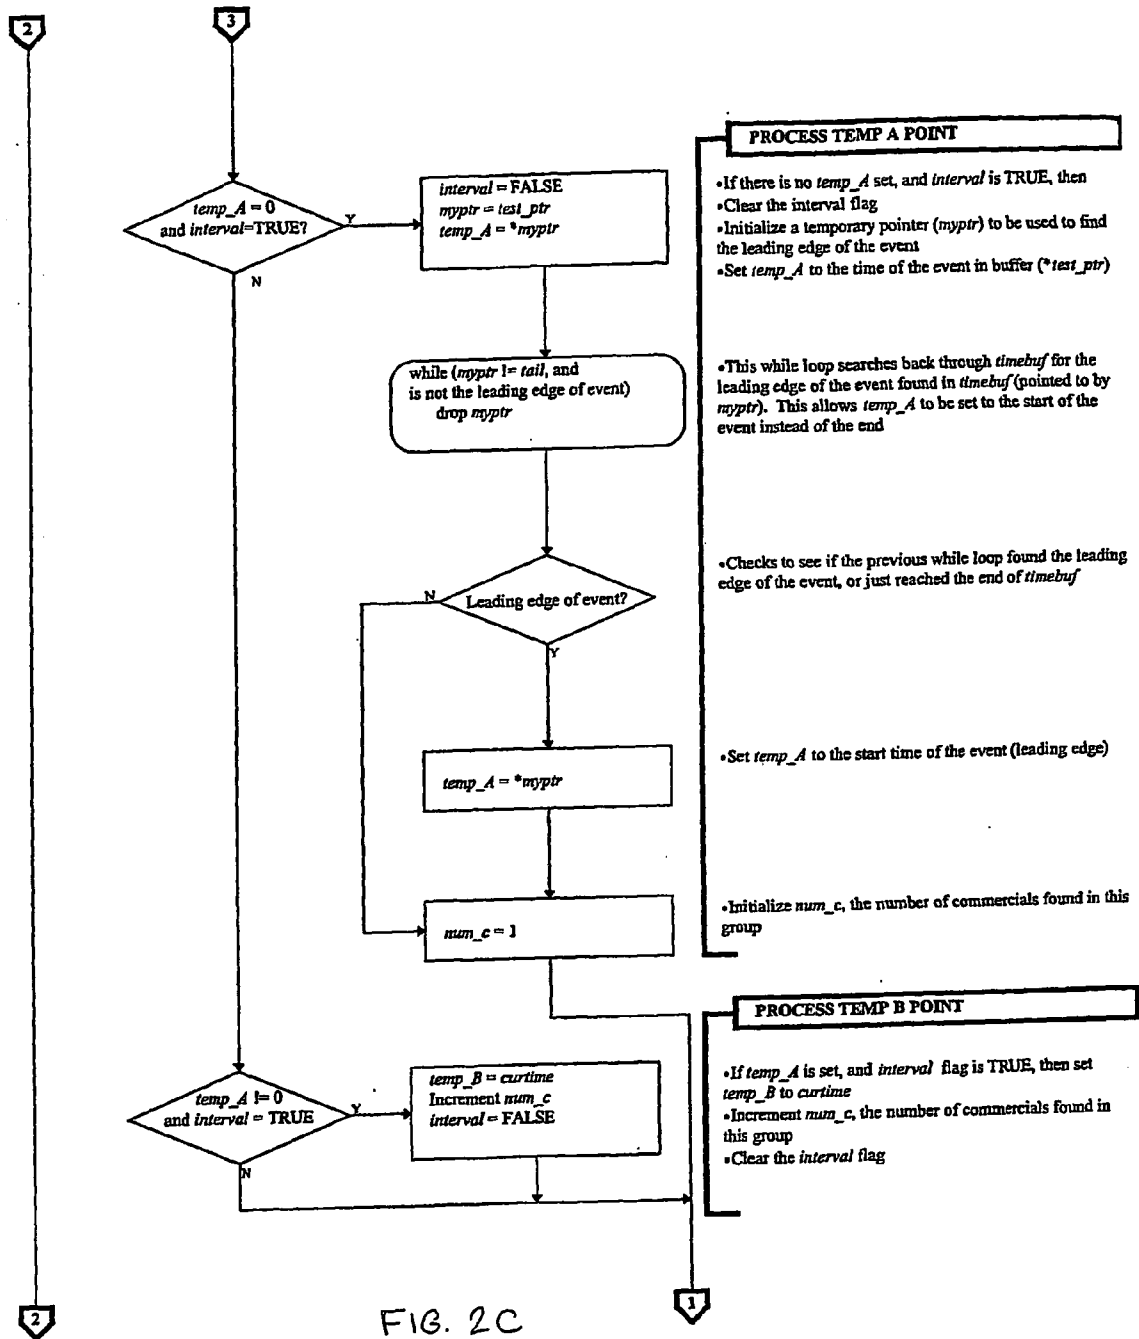 2
3
temp_A = 0
and interval=TRUE?
Y
N
interval = FALSE
myptr = test_ptr
temp_A = *myptr
while (myptr != tail, and
is not the leading edge of event)
drop myptr
Leading edge of event?
N
Y
temp_A = *myptr
num_c = 1
temp_A != 0
and interval = TRUE
Y
N
temp_B = curtime
Increment num_c
interval = FALSE
PROCESS TEMP A POINT
•If there is no temp_A set, and interval is TRUE, then
•Clear the interval flag
•Initialize a temporary pointer (myptr) to be used to find
the leading edge of the event
•Set temp_A to the time of the event in buffer (*test_ptr)
•This while loop searches back through timebuf for the
leading edge of the event found in timebuf (pointed to by
myptr). This allows temp_A to be set to the start of the
event instead of the end
•Checks to see if the previous while loop found the leading
edge of the event, or just reached the end of timebuf
•Set temp_A to the start time of the event (leading edge)
•Initialize num_c, the number of commercials found in this
group
PROCESS TEMP B POINT
•If temp_A is set, and interval flag is TRUE, then set
temp_B to curtime
•Increment num_c, the number of commercials found in
this group
•Clear the interval flag
2
1
FIG. 2C